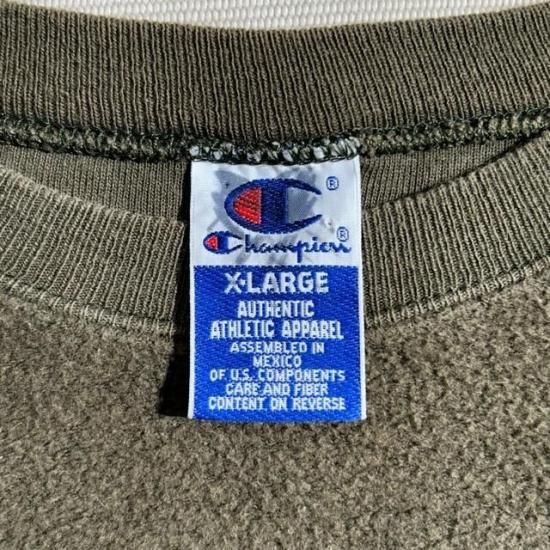 ®
Champion®
X-LARGE
AUTHENTIC
ATHLETIC APPAREL
ASSEMBLED IN
MEXICO
OF U.S. COMPONENTS
CARE AND FIBER
CONTENT ON REVERSE